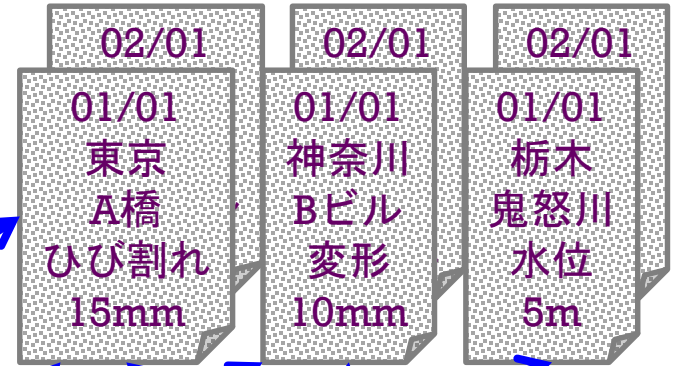 02/01
01/01
東京
A橋
ひび割れ
15mm
02/01
01/01
神奈川
Bビル
変形
10mm
02/01
01/01
栃木
鬼怒川
水位
5m